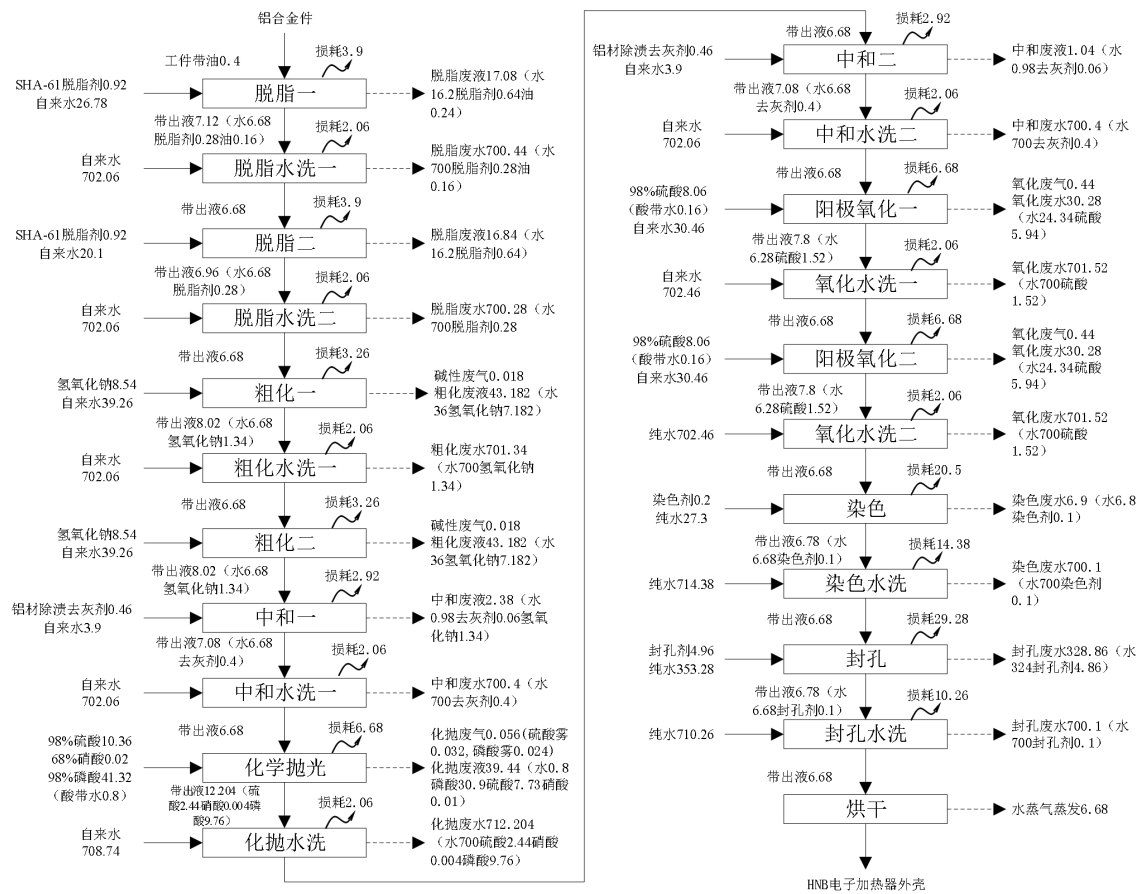 铝合金件
工件带油0.4
损耗3.9
SHA-61脱脂剂0.92
自来水26.78
脱脂一
脱脂废液17.08（水
16.2脱脂剂0.64油
0.24）
带出液7.12（水6.68
脱脂剂0.28油0.16）
损耗2.06
自来水
702.06
脱脂水洗一
脱脂废水700.44（水
700脱脂剂0.28油
0.16）
带出液6.68
损耗3.9
SHA-61脱脂剂0.92
自来水20.1
脱脂二
脱脂废液16.84（水
16.2脱脂剂0.64）
带出液6.96（水6.68
脱脂剂0.28）
损耗2.06
自来水
702.06
脱脂水洗二
脱脂废水700.28（水
700脱脂剂0.28
带出液6.68
损耗3.26
氢氧化钠8.54
自来水39.26
粗化一
碱性废气0.018
粗化废液43.182（水
36氢氧化钠7.182）
带出液8.02（水6.68
氢氧化钠1.34）
损耗2.06
自来水
702.06
粗化水洗一
粗化废水701.34
（水700氢氧化钠
1.34）
带出液6.68
损耗3.26
氢氧化钠8.54
自来水39.26
粗化二
碱性废气0.018
粗化废液43.182（水
36氢氧化钠7.182）
带出液8.02（水6.68
氢氧化钠1.34）
损耗2.92
铝材除渍去灰剂0.46
自来水3.9
中和一
中和废液2.38（水
0.98去灰剂0.06氢氧
化钠1.34）
带出液7.08（水6.68
去灰剂0.4）
损耗2.06
自来水
702.06
中和水洗一
中和废水700.4（水
700去灰剂0.4）
带出液6.68
损耗6.68
98%硫酸10.36
68%硝酸0.02
98%磷酸41.32
（酸带水0.8）
化学抛光
化抛废气0.056(硫酸雾
0.032,磷酸雾0.024)
化抛废液39.44（水0.8
磷酸30.9硫酸7.73硝酸
0.01）
带出液12.204（硫
酸2.44硝酸0.004磷
酸9.76）
损耗2.06
自来水
708.74
化抛水洗
化抛废水712.204
（水700硫酸2.44硝酸
0.004磷酸9.76）
带出液6.68
损耗2.92
铝材除渍去灰剂0.46
自来水3.9
中和二
中和废液1.04（水
0.98去灰剂0.06）
带出液7.08（水6.68
去灰剂0.4）
损耗2.06
自来水
702.06
中和水洗二
中和废水700.4（水
700去灰剂0.4）
带出液6.68
损耗6.68
98%硫酸8.06
（酸带水0.16）
自来水30.46
阳极氧化一
氧化废气0.44
氧化废水30.28
（水24.34硫酸
5.94）
带出液7.8（水
6.28硫酸1.52）
损耗2.06
自来水
702.46
氧化水洗一
氧化废水701.52
（水700硫酸
1.52）
带出液6.68
损耗6.68
98%硫酸8.06
（酸带水0.16）
自来水30.46
阳极氧化二
氧化废气0.44
氧化废水30.28
（水24.34硫酸
5.94）
带出液7.8（水
6.28硫酸1.52）
损耗2.06
纯水702.46
氧化水洗二
氧化废水701.52
（水700硫酸
1.52）
带出液6.68
损耗20.5
染色剂0.2
纯水27.3
染色
染色废水6.9（水6.8
染色剂0.1）
带出液6.78（水
6.68染色剂0.1）
损耗14.38
纯水714.38
染色水洗
染色废水700.1
（水700染色剂
0.1）
带出液6.68
损耗29.28
封孔剂4.96
纯水353.28
封孔
封孔废水328.86（水
324封孔剂4.86）
带出液6.78（水
6.68封孔剂0.1）
损耗10.26
纯水710.26
封孔水洗
封孔废水700.1（水
700封孔剂0.1）
带出液6.68
烘干
水蒸气蒸发6.68
HNB电子加热器外壳